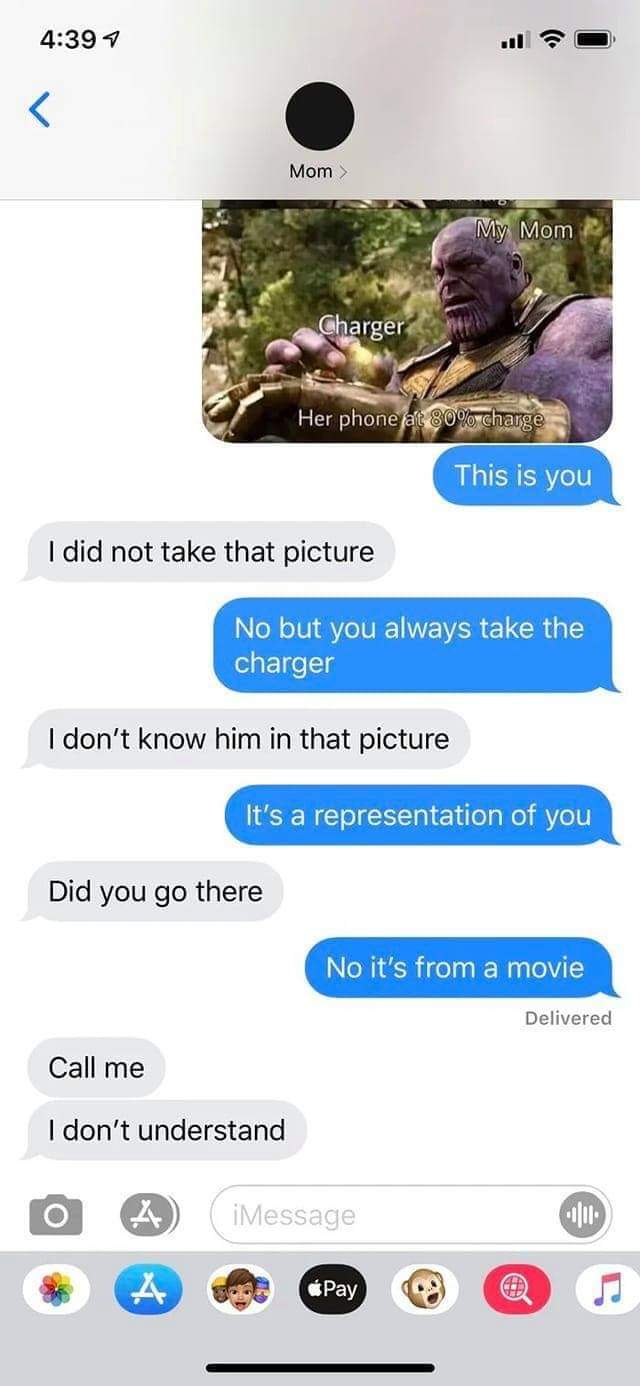 4:39
Mom
My Mom
Charger
Her phone at 80% charge
This is you
I did not take that picture
No but you always take the
charger
I don’t know him in that picture
It’s a representation of you
Did you go there
No it’s from a movie
Delivered
Call me
I don’t understand
iMessage
Pay